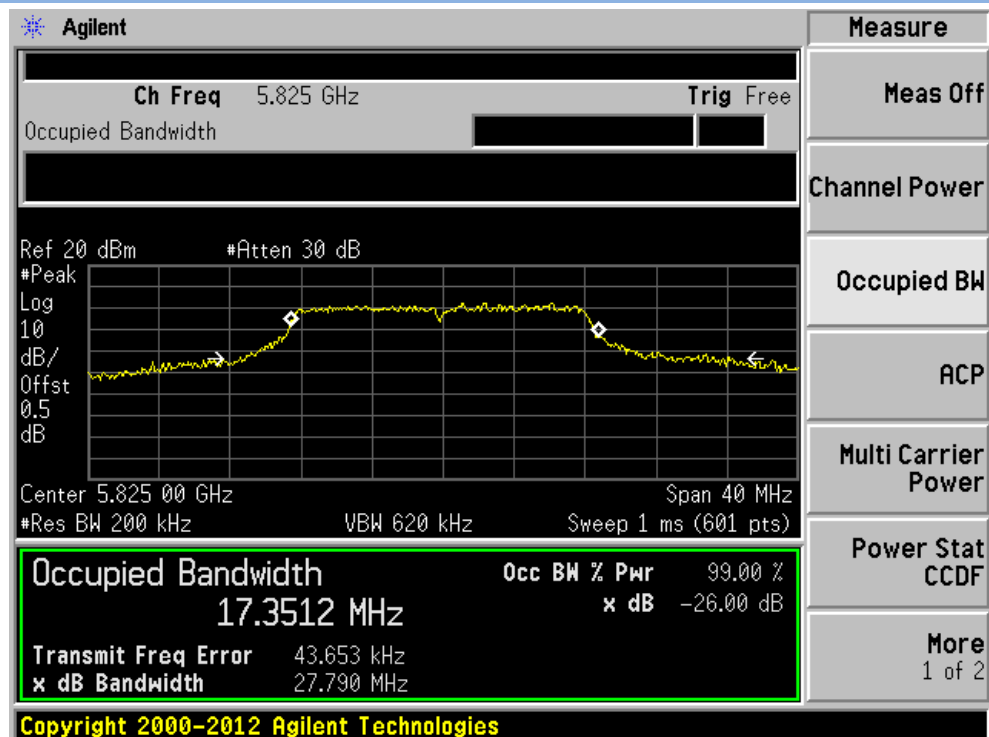 Agilent
Measure
Ch Freq 5.825 GHz Trig Free
Occupied Bandwidth
Meas Off
Channel Power
Occupied BW
ACP
Multi Carrier
Power
Power Stat
CCDF
More
1 of 2
Ref 20 dBm #Atten 30 dB
#Peak
Log
10
dB/
Offst
0.5
dB
Center 5.825 00 GHz Span 40 MHz
#Res BW 200 kHz VBW 620 kHz Sweep 1 ms (601 pts)
Occupied Bandwidth Occ BW % Pwr 99.00 %
17.3512 MHz x dB -26.00 dB
Transmit Freq Error 43.653 kHz
x dB Bandwidth 27.790 MHz
Copyright 2000-2012 Agilent Technologies